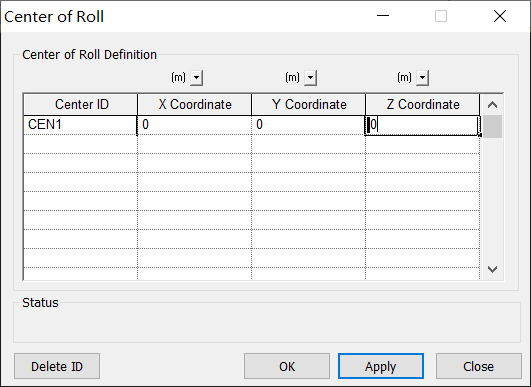 Center of Roll
Center of Roll Definition
(m) (m) (m)
Center ID X Coordinate Y Coordinate Z Coordinate
CEN1 0 0 0
Status
Delete ID OK Apply Close